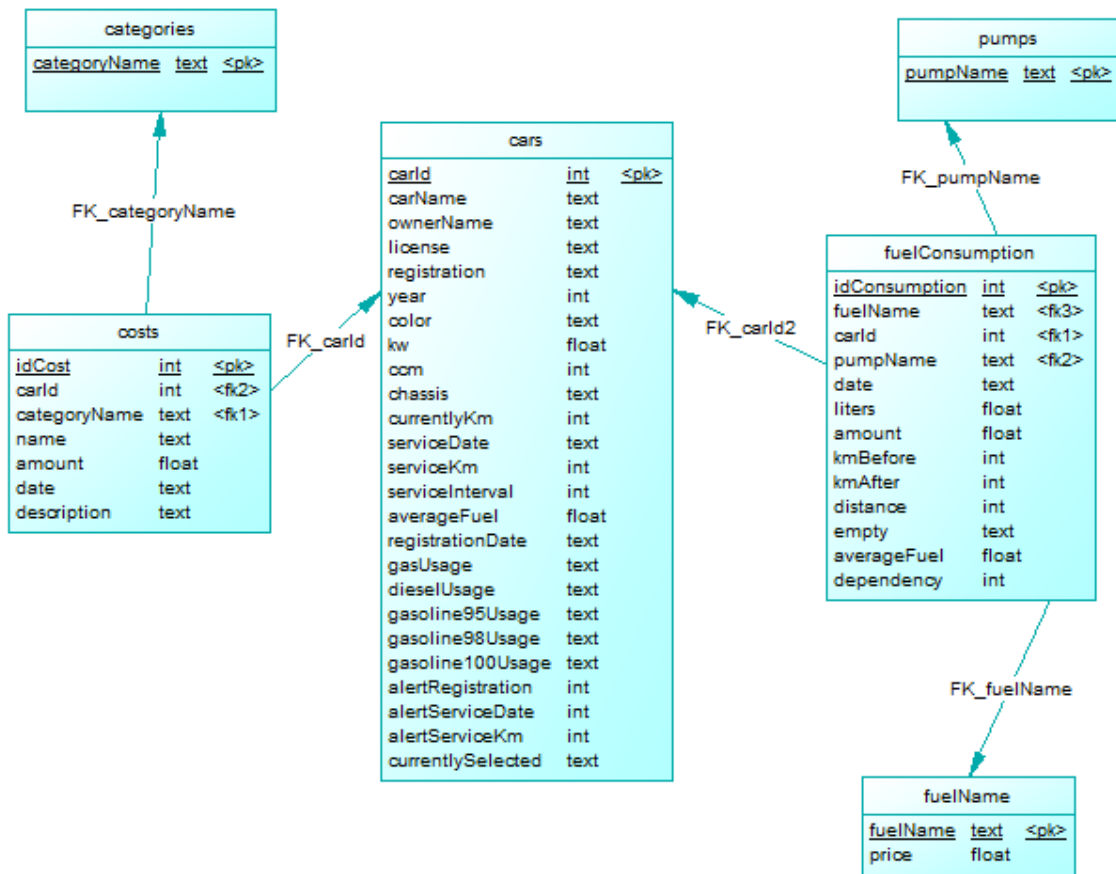 categories
categoryName text <pk>
pumps
pumpName text <pk>
cars
carId int <pk>
carName text
ownerName text
license text
registration text
year int
color text
kw float
ccm int
chassis text
currentlyKm int
serviceDate text
serviceKm int
serviceInterval int
averageFuel float
registrationDate text
gasUsage text
dieselUsage text
gasoline95Usage text
gasoline98Usage text
gasoline100Usage text
alertRegistration int
alertServiceDate int
alertServiceKm int
currentlySelected text
FK_categoryName
FK_pumpName
costs
idCost int <pk>
carId int <fk2>
categoryName text <fk1>
name text
amount float
date text
description text
FK_carId
FK_carId2
fuelConsumption
idConsumption int <pk>
fuelName text <fk3>
carId int <fk1>
pumpName text <fk2>
date text
liters float
amount float
kmBefore int
kmAfter int
distance int
empty text
averageFuel float
dependency int
FK_fuelName
fuelName
fuelName text <pk>
price float